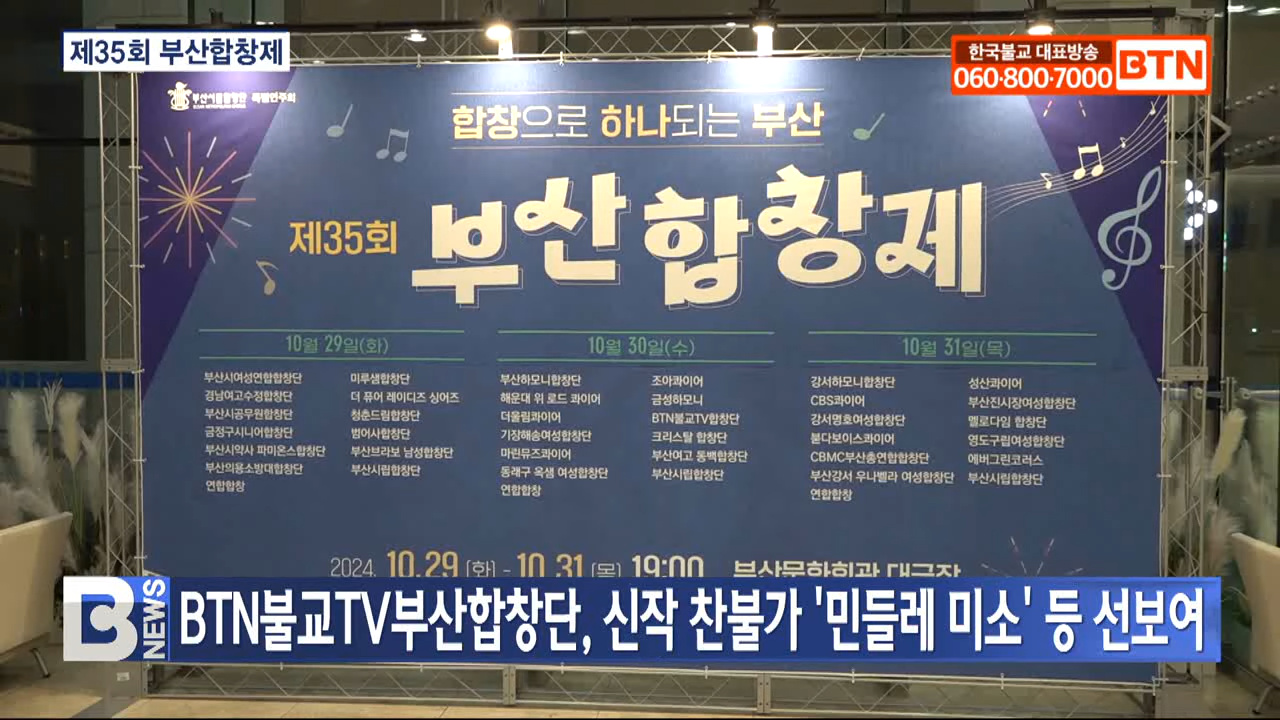 제35회 부산합창제
한국불교 대표방송
060·800·7000
BTN
부산시립합창단 특별연주회
합창으로 하나되는 부산
제35회 부산합창제
10월 29일(화)
부산시여성연합합창단
경남여고수정합창단
부산시공무원합창단
금정구시니어합창단
부산시약사 파미온스합창단
부산의용소방대합창단
연합합창
미루샘합창단
더 퓨어 레이디즈 싱어즈
청춘드림합창단
범어사합창단
부산브라보 남성합창단
부산시립합창단
10월 30일(수)
부산하모니합창단
해운대 위 로드 콰이어
더울림콰이어
기장해송여성합창단
마린뮤즈콰이어
동래구 옥샘 여성합창단
연합합창
조아콰이어
금성하모니
BTN불교TV합창단
크리스탈 합창단
부산여고 동백합창단
부산시립합창단
10월 31일(목)
강서하모니합창단
CBS콰이어
강서명호여성합창단
붇다보이스콰이어
CBMC부산총연합합창단
부산강서 우나벨라 여성합창단
연합합창
성산콰이어
부산진시장여성합창단
멜로다임 합창단
영도구립여성합창단
에버그린코러스
부산시립합창단
2024. 10.29 (화) - 10.31 (목) 19:00 부산문화회관 대극장
B NEWS
BTN불교TV부산합창단, 신작 찬불가 '민들레 미소' 등 선보여